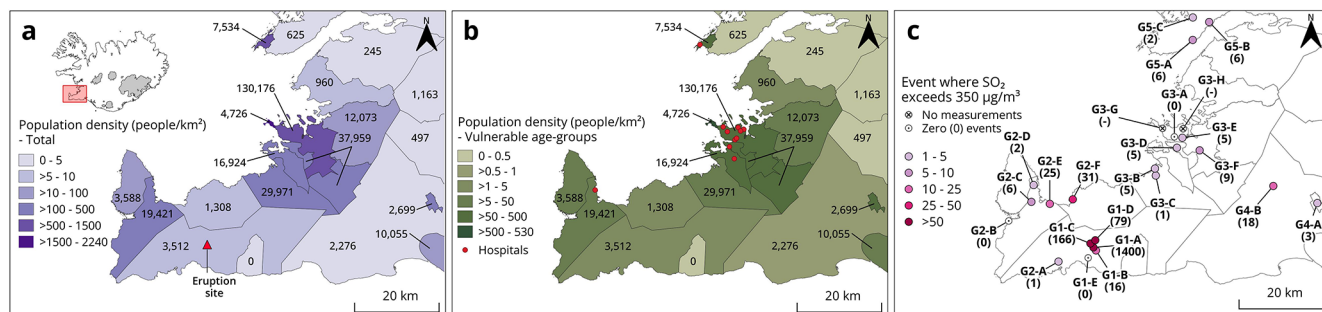 a
N
7,534
625
245
960
1,163
130,176
4,726
12,073
37,959
497
16,924
29,971
3,588
19,421
1,308
2,699
3,512
0
2,276
10,055
Eruption
site
20 km
Population density (people/km²)
- Total
0 - 5
>5 - 10
>10 - 100
>100 - 500
>500 - 1500
>1500 - 2240
b
N
7,534
625
245
960
1,163
130,176
4,726
12,073
37,959
497
16,924
29,971
3,588
19,421
1,308
2,699
3,512
0
2,276
10,055
20 km
Population density (people/km²)
- Vulnerable age-groups
0 - 0.5
>0.5 - 1
>1 - 5
>5 - 50
>50 - 500
>500 - 530
Hospitals
c
N
Event where SO₂
exceeds 350 µg/m³
No measurements
Zero (0) events
1 - 5
5 - 10
10 - 25
25 - 50
>50
G5-C
(2)
G5-B
(6)
G5-A
(6)
G3-H
(-)
G3-A
(0)
G3-G
(-)
G3-E
(5)
G3-D
(5)
G3-F
(9)
G2-D
(2)
G2-E
(25)
G2-F
(31)
G2-C
(6)
G3-B
(5)
G3-C
(1)
G4-B
(18)
G4-A
(3)
G2-B
(0)
G1-D
(79)
G1-C
(166)
G1-A
(1400)
G1-B
(16)
G1-E
(0)
G2-A
(1)
20 km